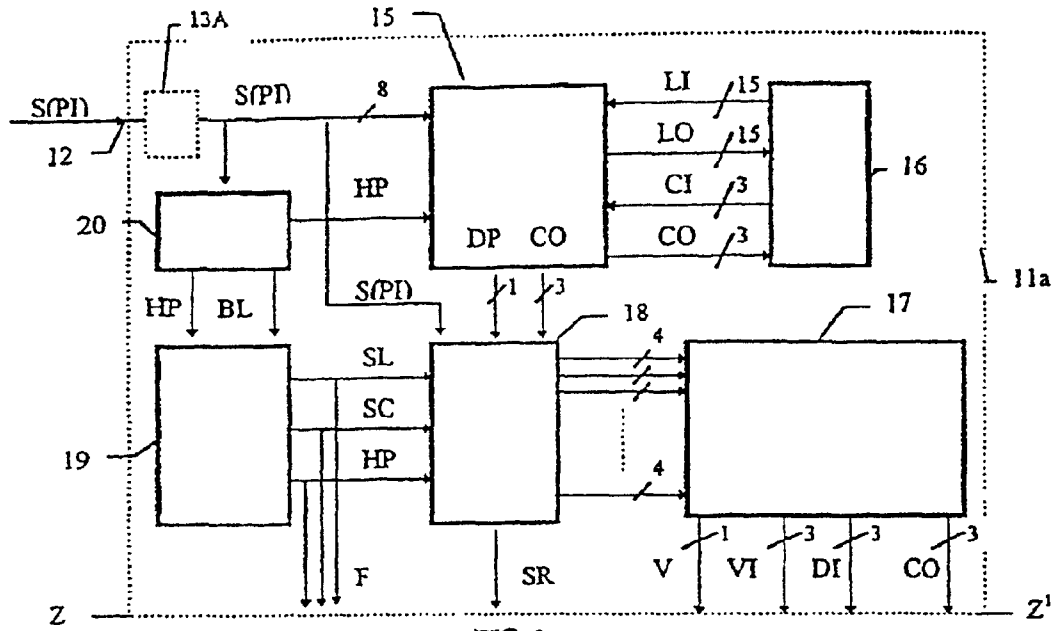 13A
15
S(PI)
S(PI)
8
LI
15
12
LO
15
16
HP
CI
3
20
DP
CO
CO
3
1
3
S(PI)
11a
HP
BL
18
17
4
SL
SC
19
HP
4
1
3
3
3
F
SR
V
VI
DI
CO
Z
Z¹